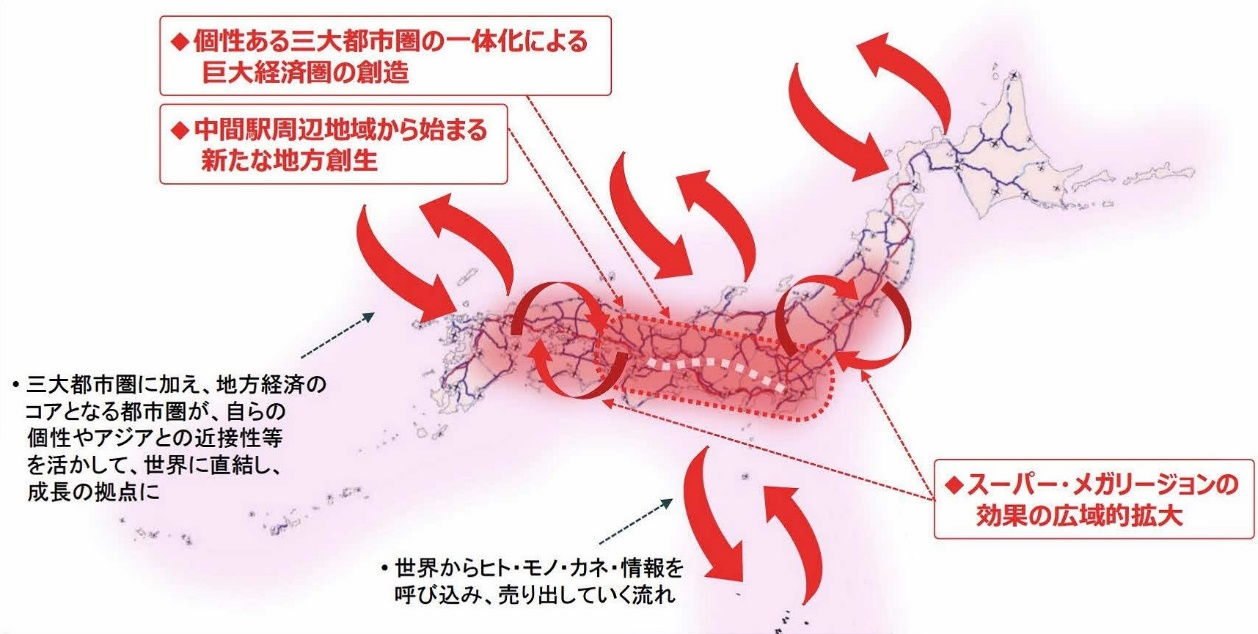 ◆個性ある三大都市圏の一体化による
巨大経済圏の創造
◆中間駅周辺地域から始まる
新たな地方創生
• 三大都市圏に加え、地方経済の
コアとなる都市圏が、自らの
個性やアジアとの近接性等
を活かして、世界に直結し、
成長の拠点に
◆スーパー・メガリージョンの
効果の広域的拡大
• 世界からヒト・モノ・カネ・情報を
呼び込み、売り出していく流れ